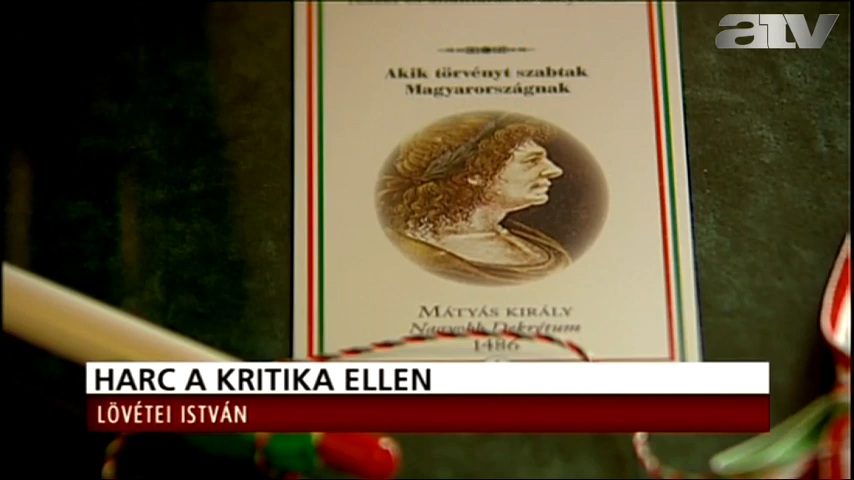 atv
Akik törvényt szabtak
Magyarországnak
MÁTYÁS KIRÁLY
Nagyobb Dekrétum
1486
HARC A KRITIKA ELLEN
LÖVÉTEI ISTVÁN